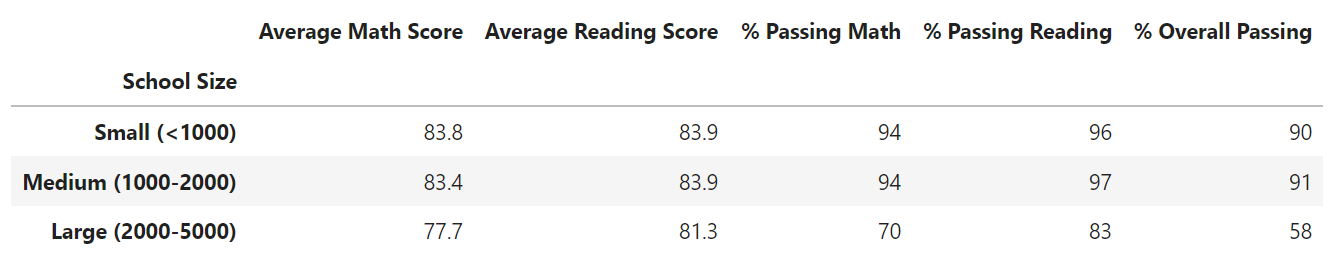 Average Math Score Average Reading Score % Passing Math % Passing Reading % Overall Passing
School Size
Small (<1000) 83.8 83.9 94 96 90
Medium (1000-2000) 83.4 83.9 94 97 91
Large (2000-5000) 77.7 81.3 70 83 58